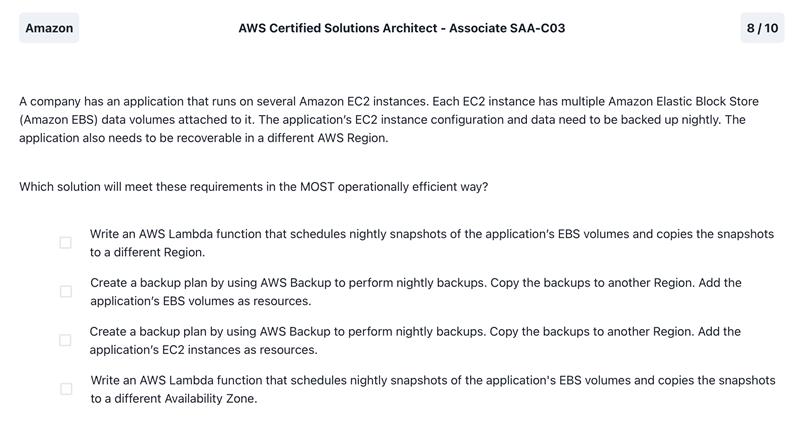 Amazon
AWS Certified Solutions Architect - Associate SAA-C03
8 / 10
A company has an application that runs on several Amazon EC2 instances. Each EC2 instance has multiple Amazon Elastic Block Store
(Amazon EBS) data volumes attached to it. The application’s EC2 instance configuration and data need to be backed up nightly. The
application also needs to be recoverable in a different AWS Region.
Which solution will meet these requirements in the MOST operationally efficient way?
Write an AWS Lambda function that schedules nightly snapshots of the application’s EBS volumes and copies the snapshots
to a different Region.
Create a backup plan by using AWS Backup to perform nightly backups. Copy the backups to another Region. Add the
application’s EBS volumes as resources.
Create a backup plan by using AWS Backup to perform nightly backups. Copy the backups to another Region. Add the
application’s EC2 instances as resources.
Write an AWS Lambda function that schedules nightly snapshots of the application's EBS volumes and copies the snapshots
to a different Availability Zone.